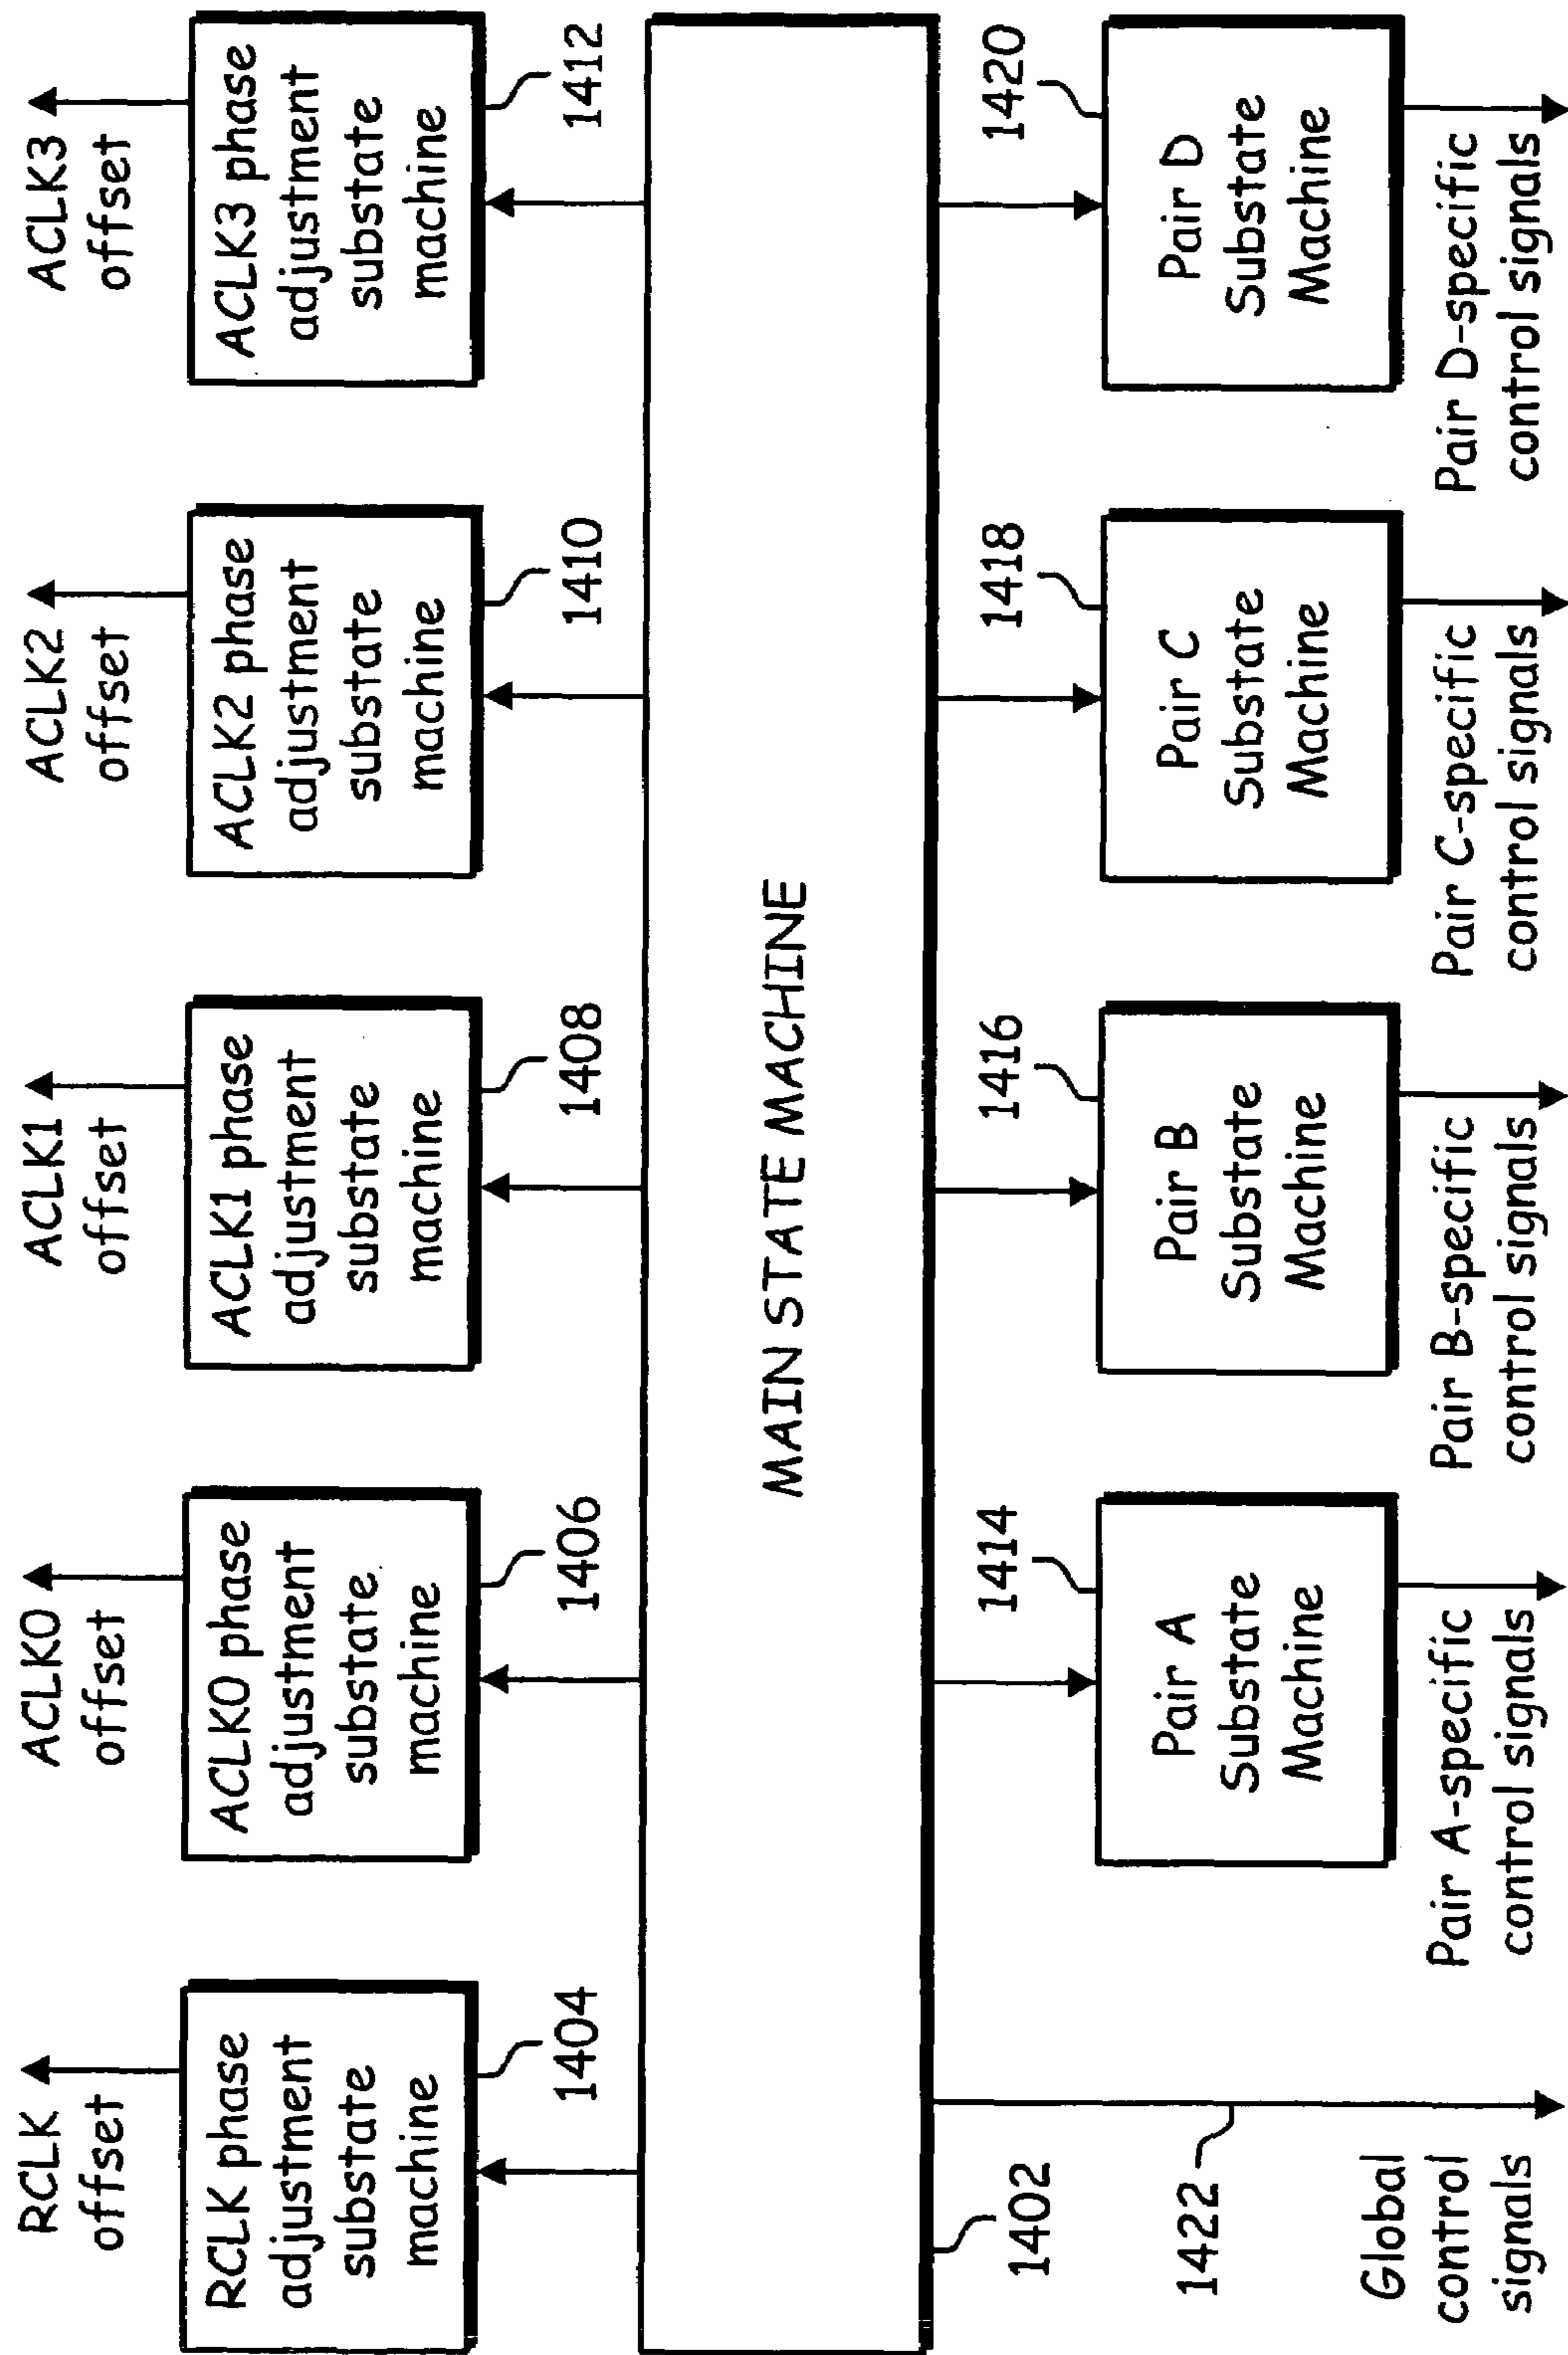 RCLK
offset
ACLK0
offset
ACLK1
offset
ACLK2
offset
ACLK3
offset
RCLK phase
adjustment
substate
machine
ACLK0 phase
adjustment
substate
machine
ACLK1 phase
adjustment
substate
machine
ACLK2 phase
adjustment
substate
machine
ACLK3 phase
adjustment
substate
machine
1404
1406
1408
1410
1412
MAIN STATE MACHINE
1402
1414
1416
1418
1420
1422
Pair A
Substate
Machine
Pair B
Substate
Machine
Pair C
Substate
Machine
Pair D
Substate
Machine
Global
control
signals
Pair A-specific
control signals
Pair B-specific
control signals
Pair C-specific
control signals
Pair D-specific
control signals